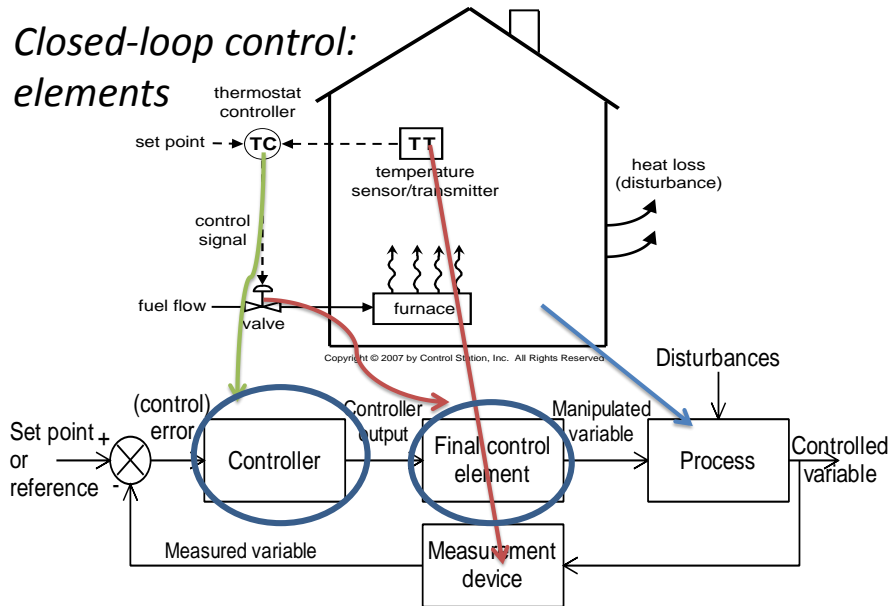 Closed-loop control:
elements
thermostat
controller
set point
TC
TT
temperature
sensor/transmitter
heat loss
(disturbance)
control
signal
fuel flow
valve
furnace
Copyright © 2007 by Control Station, Inc. All Rights Reserved
Disturbances
(control)
error
Controller
output
Manipulated
variable
Set point
or
reference
+
-
Controller
Final control
element
Process
Controlled
variable
Measured variable
Measurement
device